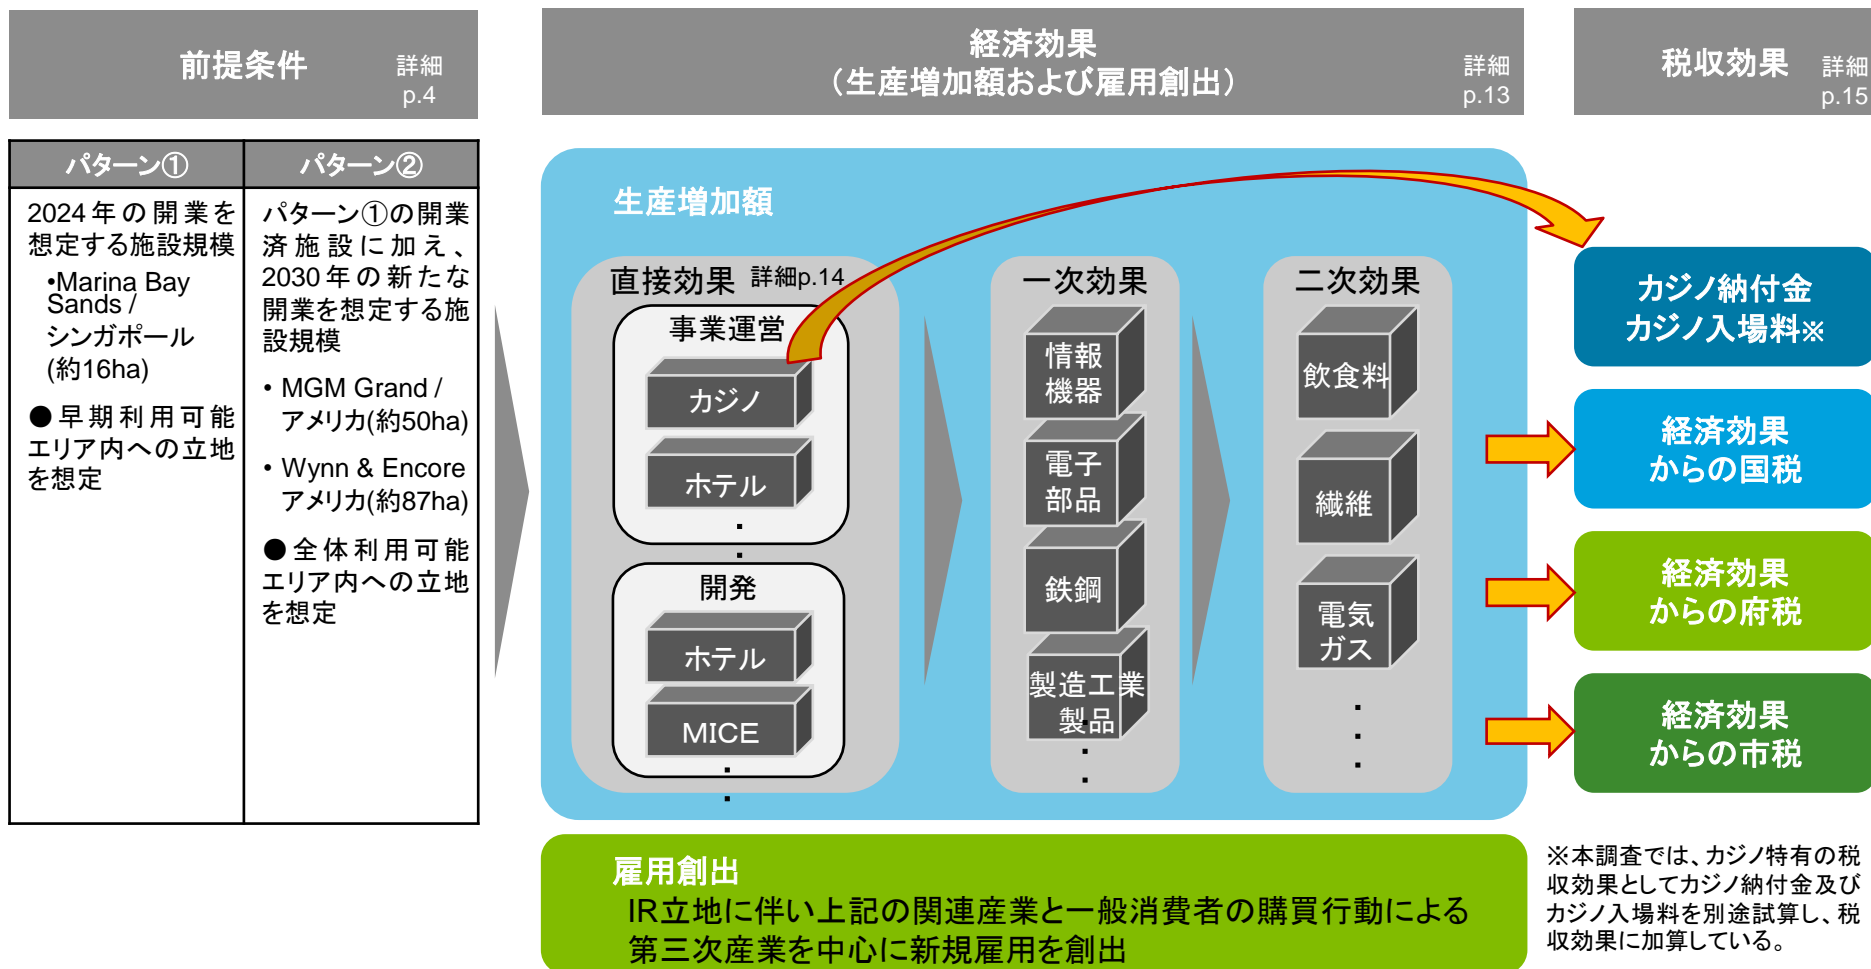 前提条件
詳細
p.4
経済効果
（生産増加額および雇用創出）
詳細
p.13
税収効果
詳細
p.15
パターン①
2024年の開業を
想定する施設規模
•Marina Bay
Sands /
シンガポール
(約16ha)
●早期利用可能
エリア内への立地
を想定
パターン②
パターン①の開業
済施設に加え、
2030年の新たな
開業を想定する施
設規模
• MGM Grand /
アメリカ(約50ha)
• Wynn & Encore
アメリカ(約87ha)
●全体利用可能
エリア内への立地
を想定
生産増加額
直接効果 詳細p.14
事業運営
カジノ
ホテル
開発
ホテル
MICE
一次効果
情報
機器
電子
部品
鉄鋼
製造工業
製品
二次効果
飲食料
繊維
電気
ガス
カジノ納付金
カジノ入場料※
経済効果
からの国税
経済効果
からの府税
経済効果
からの市税
雇用創出
IR立地に伴い上記の関連産業と一般消費者の購買行動による
第三次産業を中心に新規雇用を創出
※本調査では、カジノ特有の税
収効果としてカジノ納付金及び
カジノ入場料を別途試算し、税
収効果に加算している。